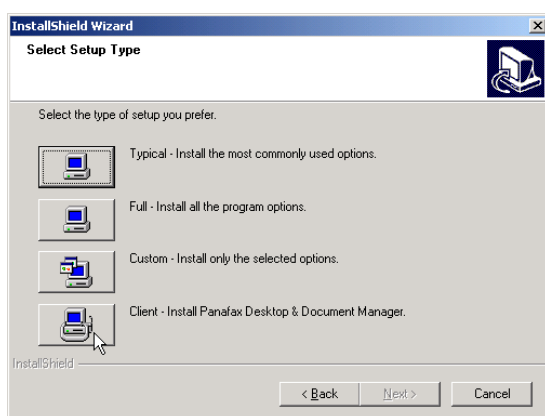 InstallShield Wizard
Select Setup Type
Select the type of setup you prefer.
Typical - Install the most commonly used options.
Full - Install all the program options.
Custom - Install only the selected options.
Client - Install Panafax Desktop & Document Manager.
InstallShield
< Back Next > Cancel